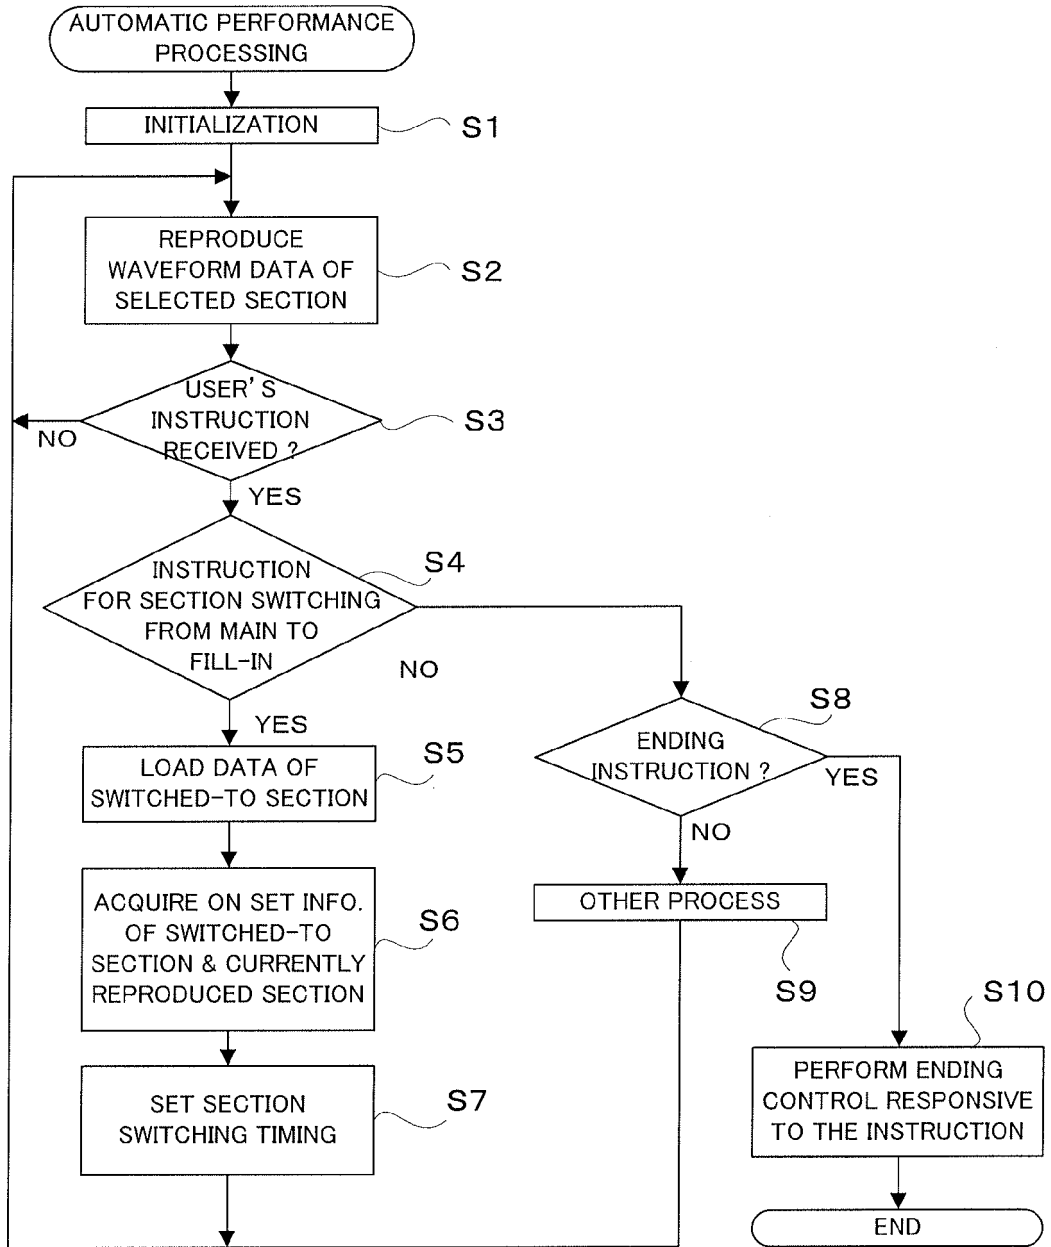 AUTOMATIC PERFORMANCE
PROCESSING
INITIALIZATION
S1
REPRODUCE
WAVEFORM DATA OF
SELECTED SECTION
S2
USER'S
INSTRUCTION
RECEIVED ?
S3
NO
YES
INSTRUCTION
FOR SECTION SWITCHING
FROM MAIN TO
FILL-IN
S4
NO
YES
LOAD DATA OF
SWITCHED-TO SECTION
S5
ACQUIRE ON SET INFO.
OF SWITCHED-TO
SECTION & CURRENTLY
REPRODUCED SECTION
S6
SET SECTION
SWITCHING TIMING
S7
ENDING
INSTRUCTION ?
S8
YES
NO
OTHER PROCESS
S9
PERFORM ENDING
CONTROL RESPONSIVE
TO THE INSTRUCTION
S10
END